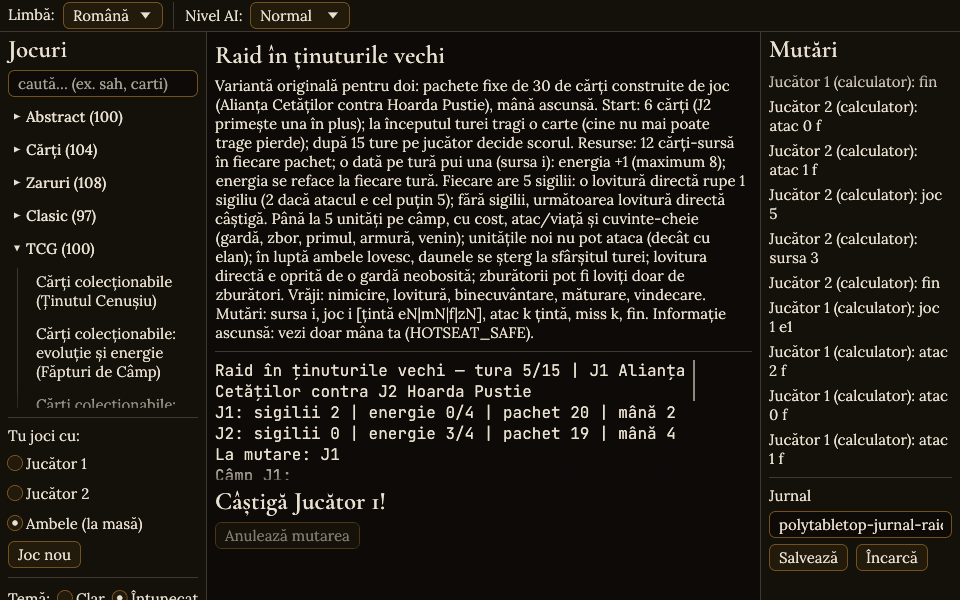 Limbă: Română ▼ Nivel AI: Normal ▼
Jocuri
caută... (ex. sah, carti)
▸ Abstract (100)
▸ Cărți (104)
▸ Zaruri (108)
▸ Clasic (97)
▾ TCG (100)
Cărți colecționabile
(Ținutul Cenușiu)
Cărți colecționabile:
evoluție și energie
(Făpturi de Câmp)
Cărți colecționabile:
Tu joci cu:
Jucător 1
Jucător 2
Ambele (la masă)
Joc nou
Temă: Clar Întunecat
Raid în ținuturile vechi
Variantă originală pentru doi: pachete fixe de 30 de cărți construite de joc
(Alianța Cetăților contra Hoarda Pustie), mână ascunsă. Start: 6 cărți (J2
primește una în plus); la începutul turei tragi o carte (cine nu mai poate
trage pierde); după 15 ture pe jucător decide scorul. Resurse: 12 cărți-sursă
în fiecare pachet; o dată pe tură pui una (sursa i): energia +1 (maximum 8);
energia se reface la fiecare tură. Fiecare are 5 sigilii: o lovitură directă rupe 1
sigiliu (2 dacă atacul e cel puțin 5); fără sigilii, următoarea lovitură directă
câștigă. Până la 5 unități pe câmp, cu cost, atac/viață și cuvinte-cheie
(gardă, zbor, primul, armură, venin); unitățile noi nu pot ataca (decât cu
elan); în luptă ambele lovesc, daunele se șterg la sfârșitul turei; lovitura
directă e oprită de o gardă neobosită; zburătorii pot fi loviți doar de
zburători. Vrăji: nimicire, lovitură, binecuvântare, măturare, vindecare.
Mutări: sursa i, joc i [țintă eN|mN|f|zN], atac k țintă, miss k, fin. Informație
ascunsă: vezi doar mâna ta (HOTSEAT_SAFE).
Raid în ținuturile vechi — tura 5/15 | J1 Alianța
Cetăților contra J2 Hoarda Pustie
J1: sigilii 2 | energie 0/4 | pachet 20 | mână 2
J2: sigilii 0 | energie 3/4 | pachet 19 | mână 4
La mutare: J1
Câmp J1:
Câștigă Jucător 1!
Anulează mutarea
Mutări
Jucător 1 (calculator): fin
Jucător 2 (calculator):
atac 0 f
Jucător 2 (calculator):
atac 1 f
Jucător 2 (calculator): joc
5
Jucător 2 (calculator):
sursa 3
Jucător 2 (calculator): fin
Jucător 1 (calculator): joc
1 e1
Jucător 1 (calculator): atac
2 f
Jucător 1 (calculator): atac
0 f
Jucător 1 (calculator): atac
1 f
Jurnal
polytabletop-jurnal-raid
Salvează Încarcă